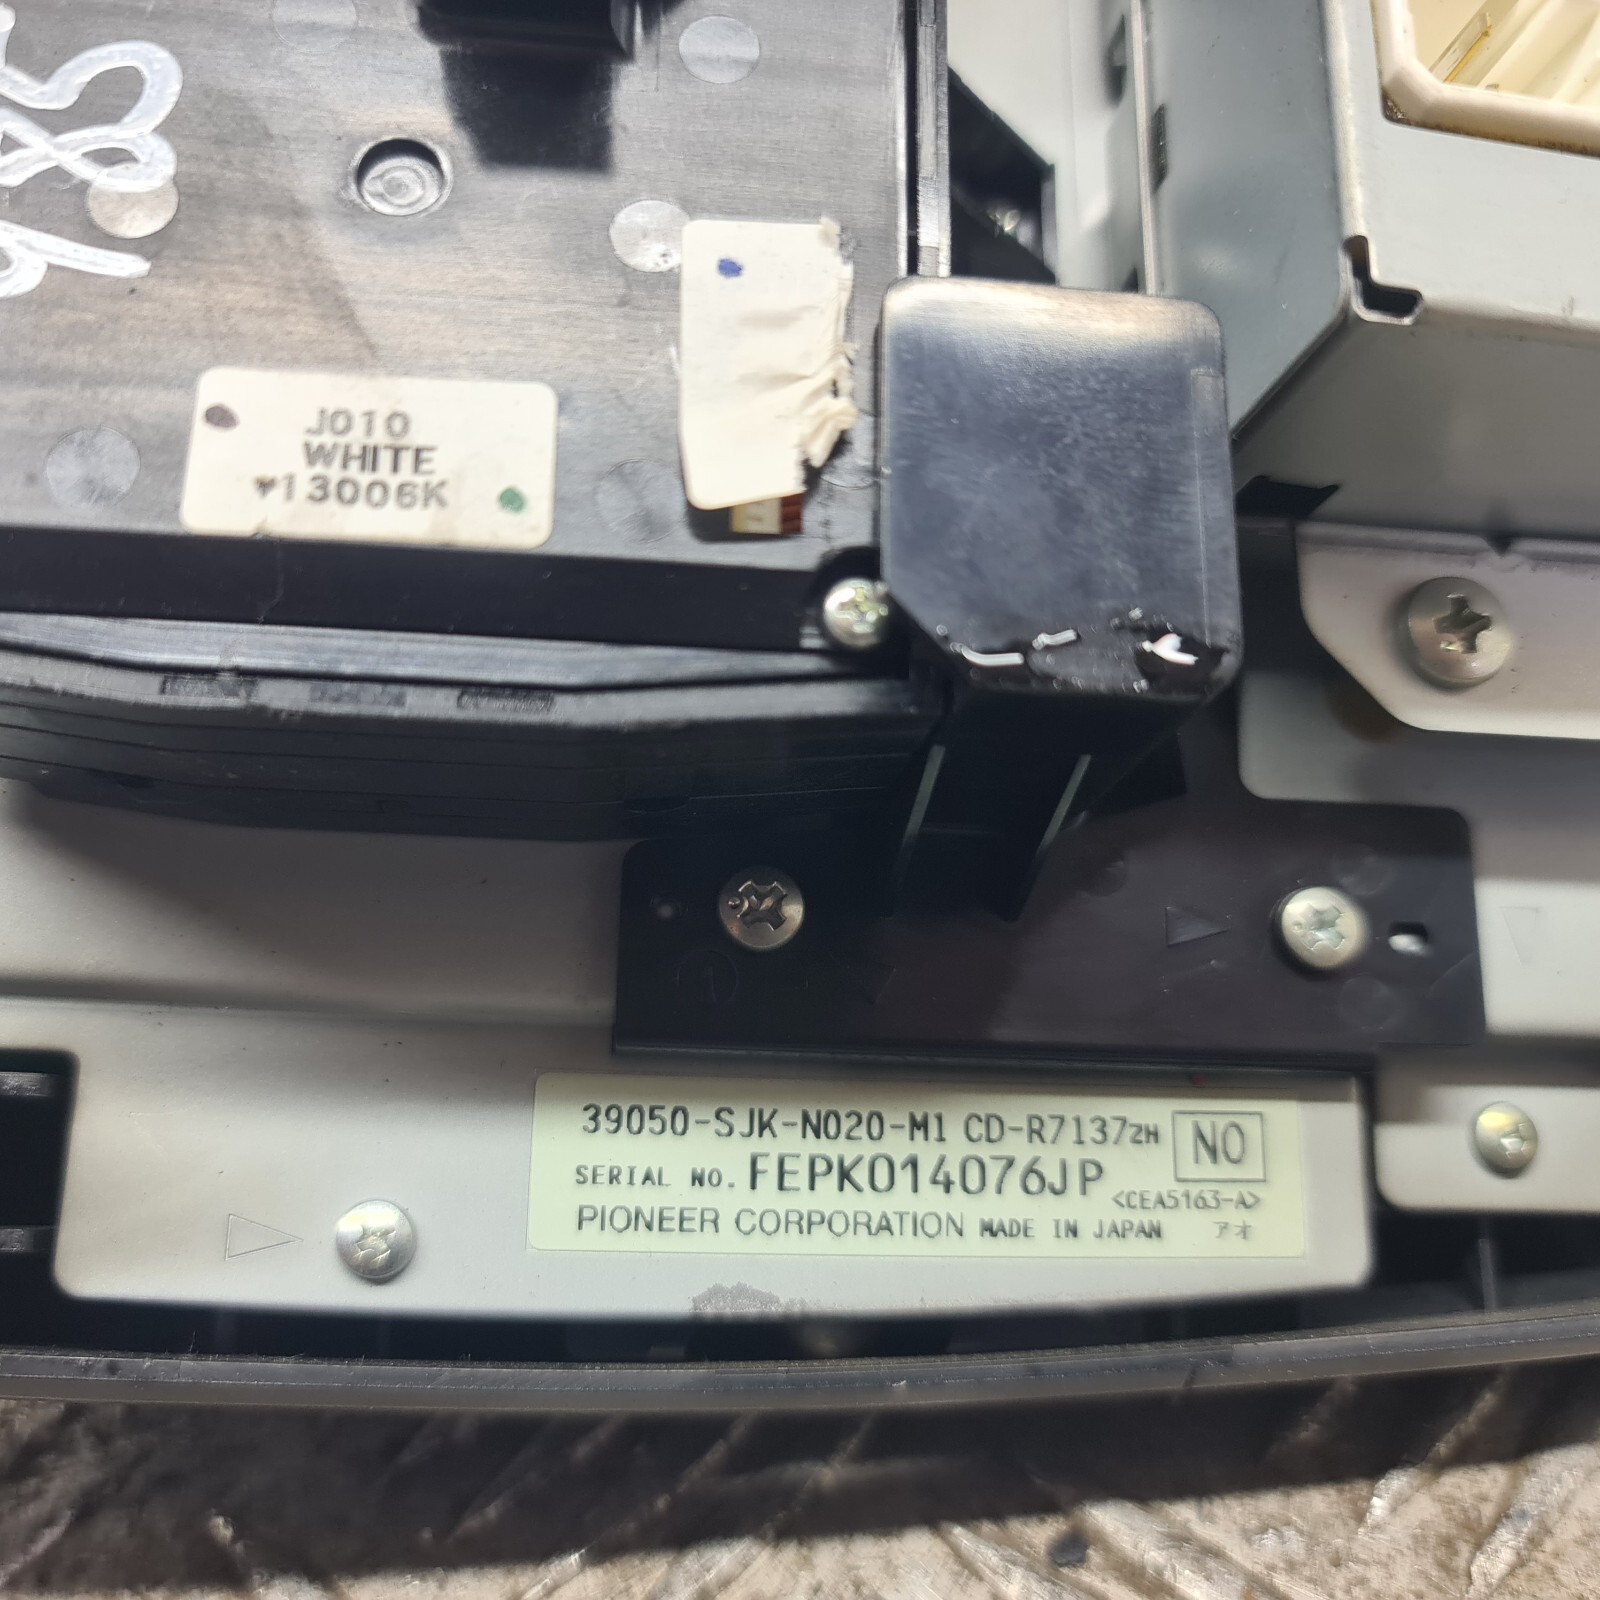 J010
WHITE
▼13006K
39050-SJK-N020-M1 CD-R7137ZH NO
SERIAL NO. FEPK014076JP <CEA5163-A>
PIONEER CORPORATION MADE IN JAPAN アオ